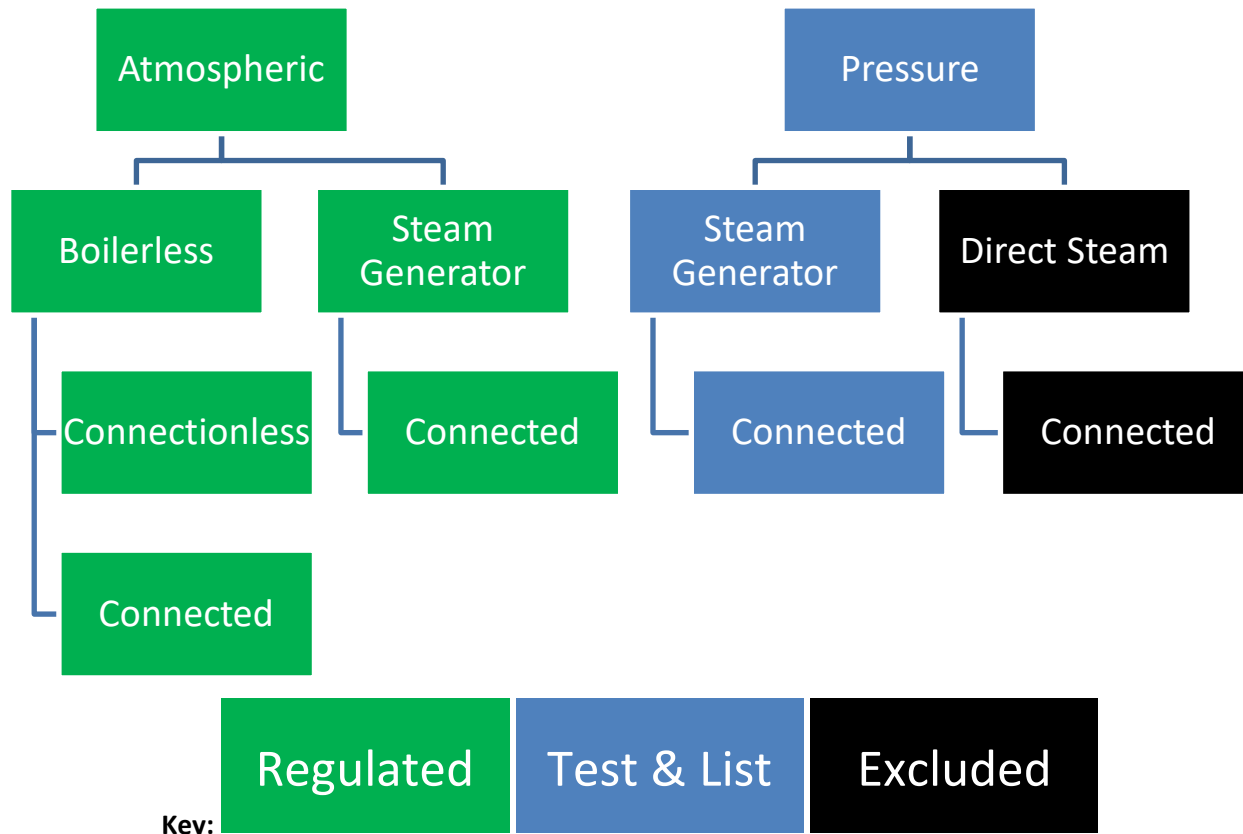 Atmospheric
Pressure
Boilerless
Steam
Generator
Steam
Generator
Direct Steam
Connectionless
Connected
Connected
Connected
Connected
Key:
Regulated
Test & List
Excluded